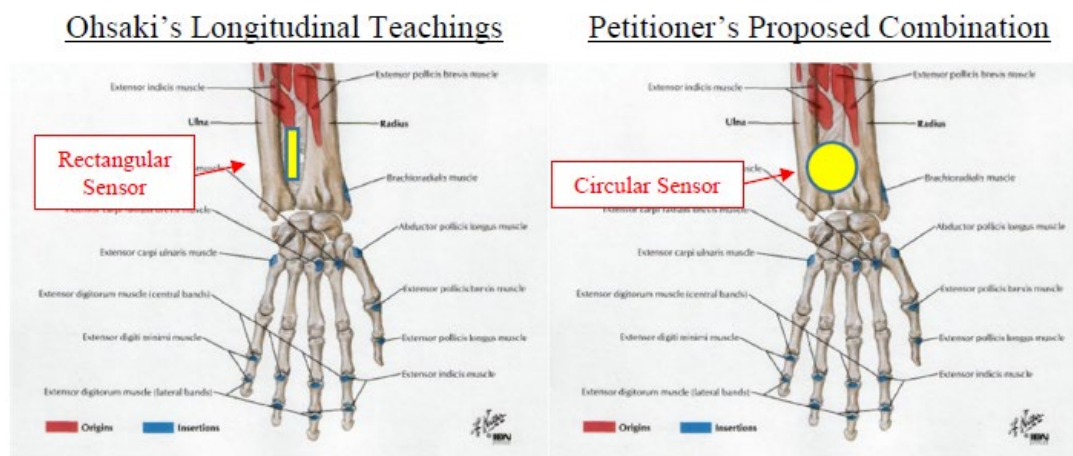 Ohsaki's Longitudinal Teachings
Extensor indicis muscle
Extensor pollicis brevis muscle
Ulna
Radius
Rectangular
Sensor
Brachioradialis muscle
Abductor pollicis longus muscle
Extensor carpi ulnaris muscle
Extensor digitorum muscle (central bands)
Extensor pollicis brevis muscle
Extensor digiti minimi muscle
Extensor pollicis longus muscle
Extensor indicis muscle
Extensor digitorum muscle (lateral bands)
Origins
Insertions
Petitioner's Proposed Combination
Extensor indicis muscle
Extensor pollicis brevis muscle
Ulna
Radius
Circular Sensor
Brachioradialis muscle
Abductor pollicis longus muscle
Extensor carpi ulnaris muscle
Extensor digitorum muscle (central bands)
Extensor pollicis brevis muscle
Extensor digiti minimi muscle
Extensor pollicis longus muscle
Extensor indicis muscle
Extensor digitorum muscle (lateral bands)
Origins
Insertions